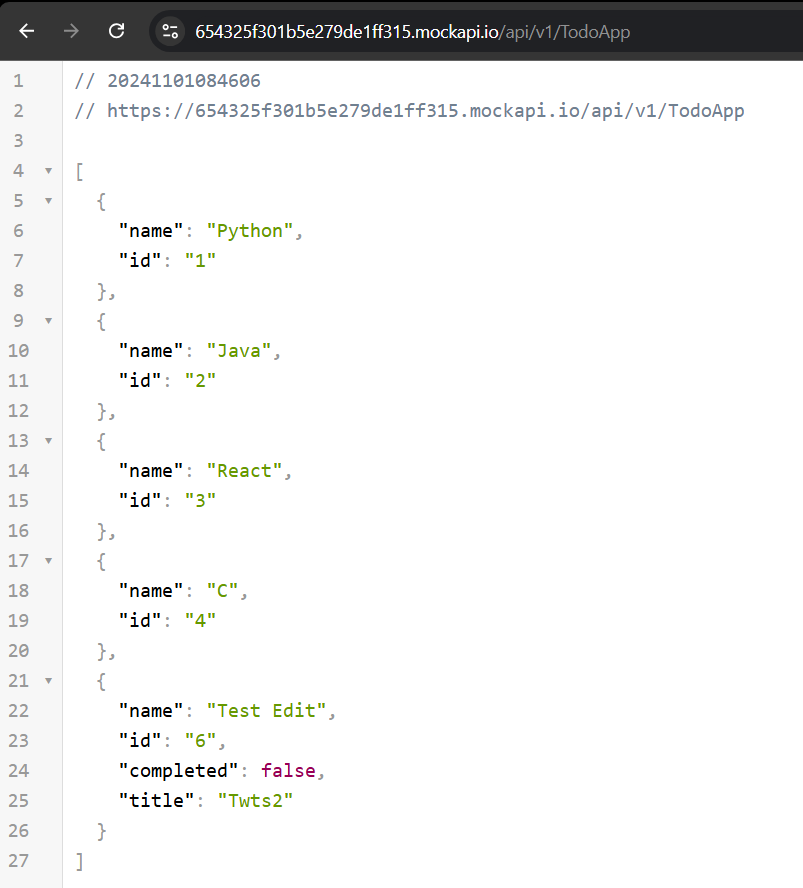 654325f301b5e279de1ff315.mockapi.io/api/v1/TodoApp
1 // 20241101084606
2 // https://654325f301b5e279de1ff315.mockapi.io/api/v1/TodoApp
3
4 [
5 {
6 "name": "Python",
7 "id": "1"
8 },
9 {
10 "name": "Java",
11 "id": "2"
12 },
13 {
14 "name": "React",
15 "id": "3"
16 },
17 {
18 "name": "C",
19 "id": "4"
20 },
21 {
22 "name": "Test Edit",
23 "id": "6",
24 "completed": false,
25 "title": "Twts2"
26 }
27 ]